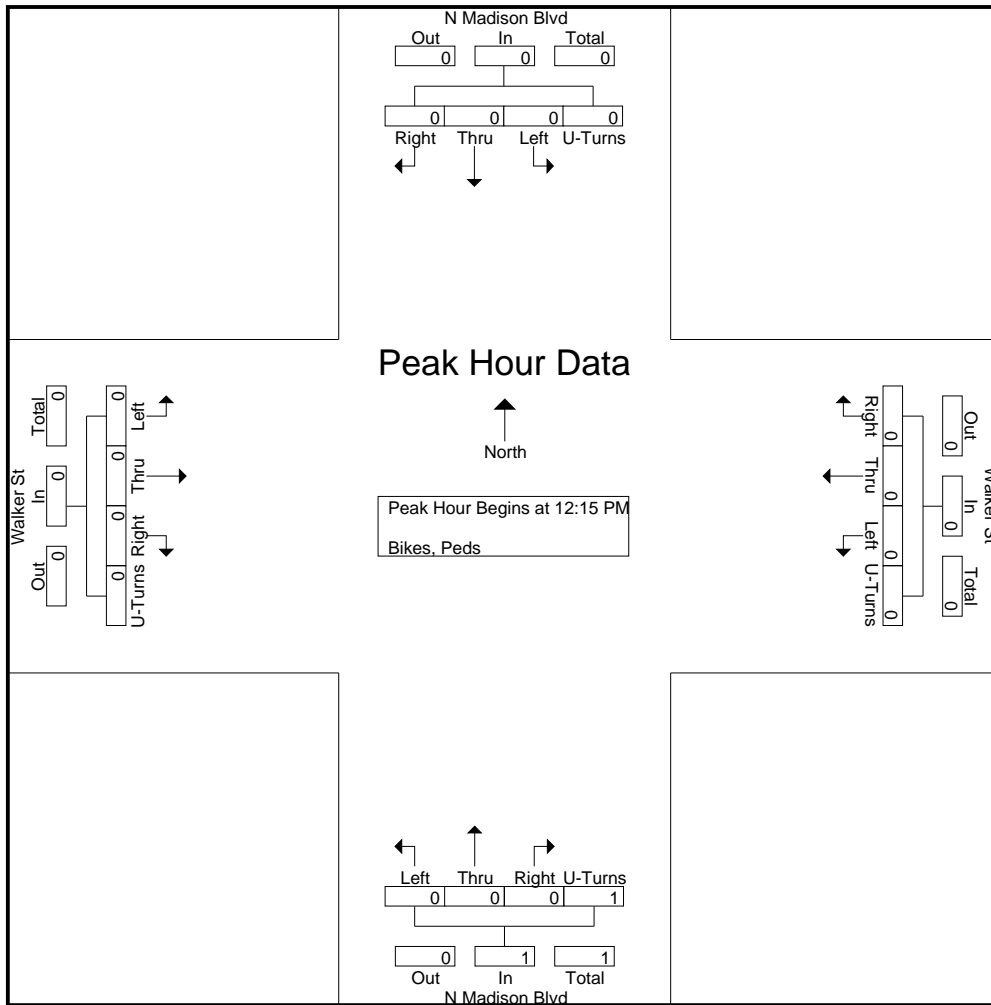 N Madison Blvd
Out In Total
0 0 0
0 0 0 0
Right Thru Left U-Turns
Peak Hour Data
North
Peak Hour Begins at 12:15 PM
Bikes, Peds
Walker St
Total In Out
0 0 0
0 0 0 0
Left Thru Right U-Turns
Right Thru Left U-Turns
0 0 0 0
Out In Total
0 0 0
Walker St
Left Thru Right U-Turns
0 0 0 1
0 1 1
Out In Total
N Madison Blvd